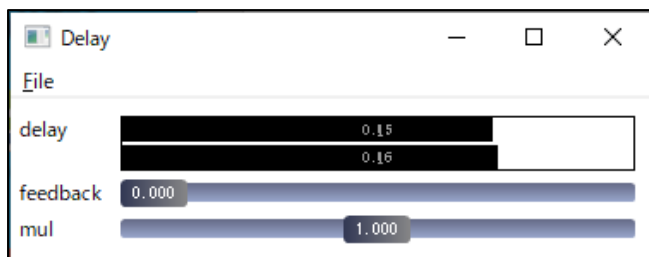 Delay
File
delay 0.15
0.16
feedback 0.000
mul 1.000